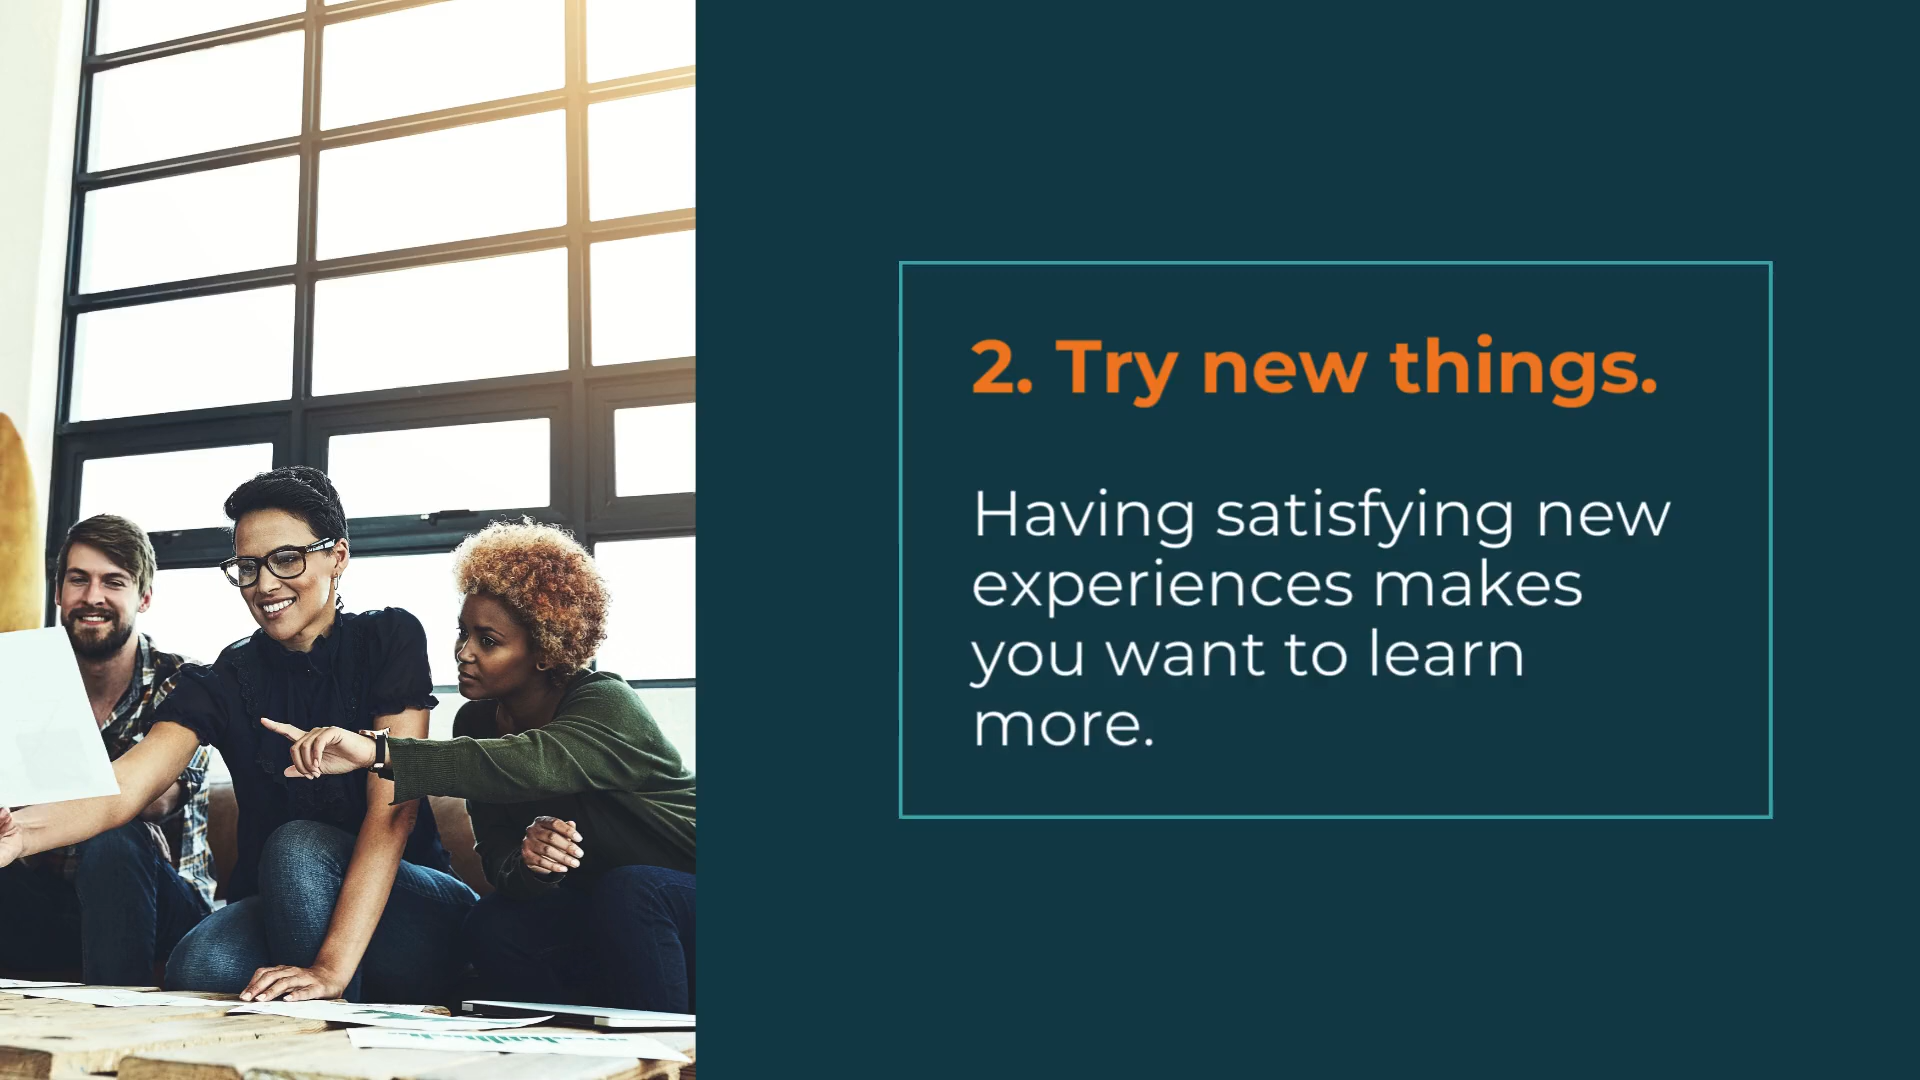 2. Try new things.
Having satisfying new
experiences makes
you want to learn
more.